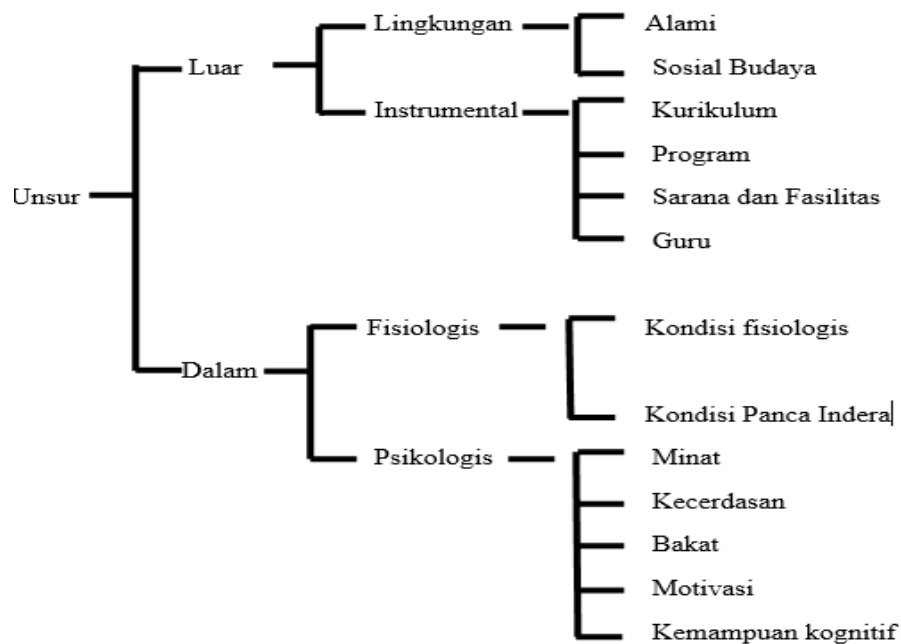 Lingkungan
Alami
Luar
Sosial Budaya
Instrumental
Kurikulum
Program
Unsur
Sarana dan Fasilitas
Guru
Fisiologis
Kondisi fisiologis
Dalam
Kondisi Panca Indera
Psikologis
Minat
Kecerdasan
Bakat
Motivasi
Kemampuan kognitif